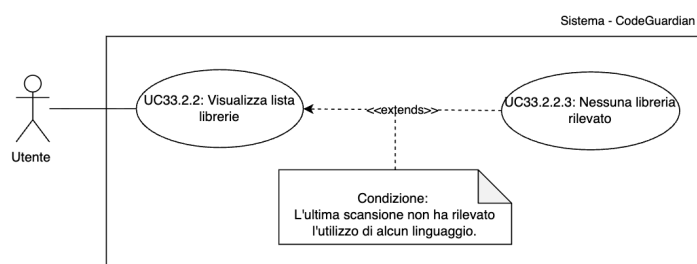 Sistema - CodeGuardian
UC33.2.2: Visualizza lista
librerie
<<extends>>
UC33.2.2.3: Nessuna libreria
rilevato
Utente
Condizione:
L'ultima scansione non ha rilevato
l'utilizzo di alcun linguaggio.